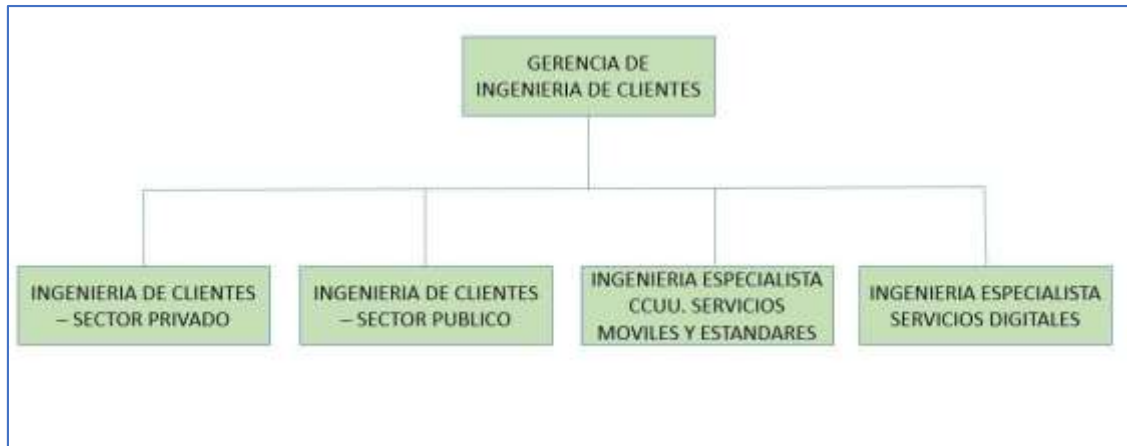 GERENCIA DE
INGENIERIA DE CLIENTES
INGENIERIA DE CLIENTES
– SECTOR PRIVADO
INGENIERIA DE CLIENTES
– SECTOR PUBLICO
INGENIERIA ESPECIALISTA
CCUU. SERVICIOS
MOVILES Y ESTANDARES
INGENIERIA ESPECIALISTA
SERVICIOS DIGITALES